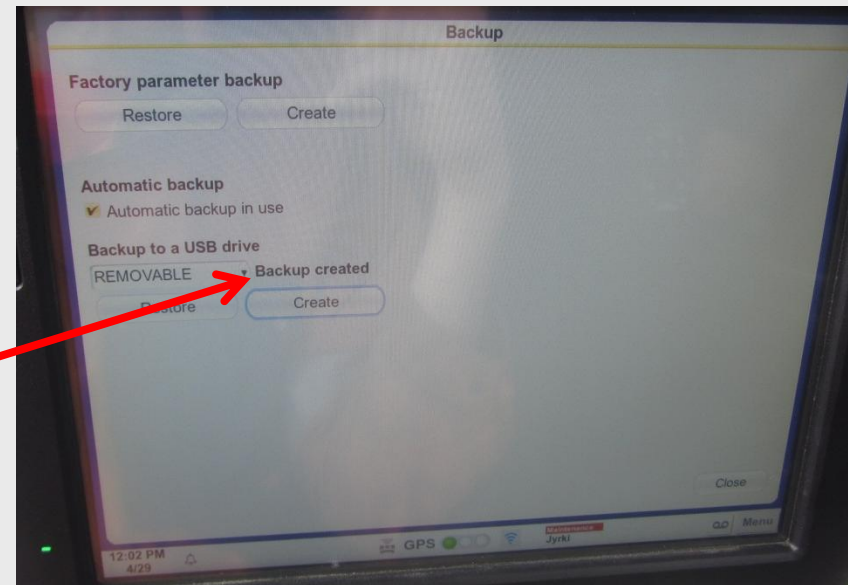 Backup
Factory parameter backup
Restore Create
Automatic backup
Automatic backup in use
Backup to a USB drive
REMOVABLE Backup created
Restore Create
Close
Maintenance
GPS Jyrki Menu
12:02 PM
4/29